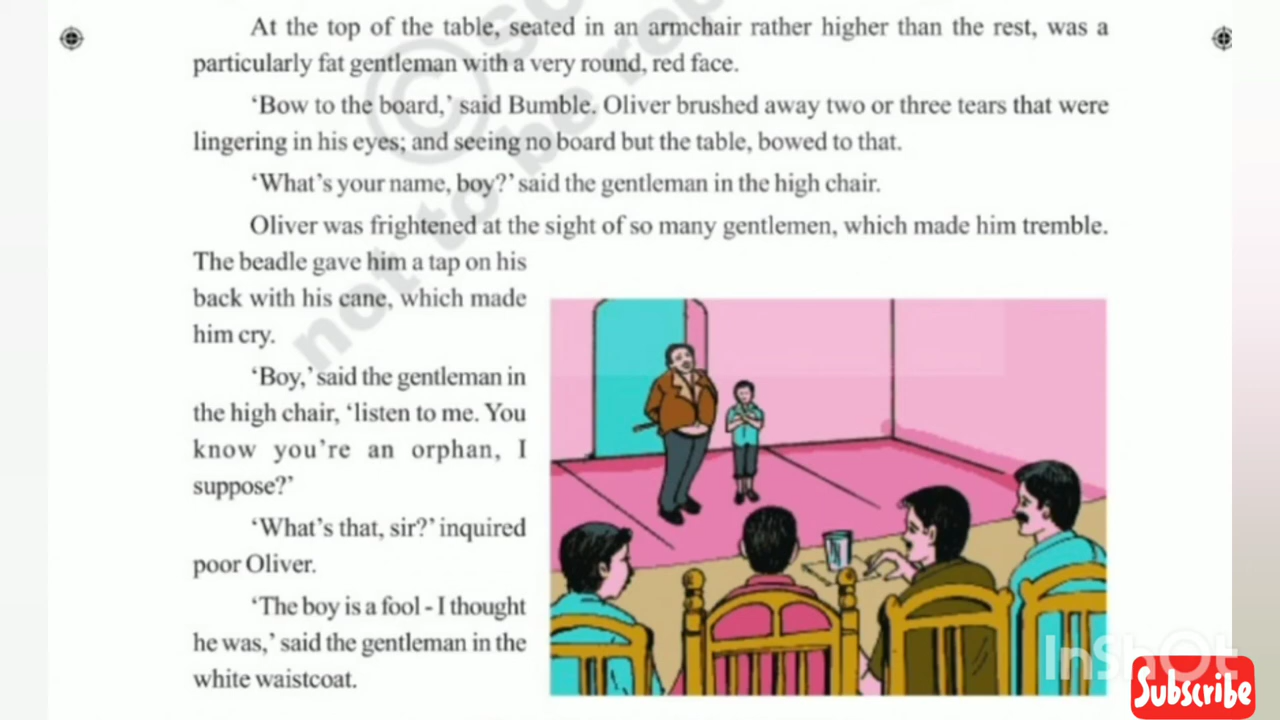 At the top of the table, seated in an armchair rather higher than the rest, was a
particularly fat gentleman with a very round, red face.
‘Bow to the board,’ said Bumble. Oliver brushed away two or three tears that were
lingering in his eyes; and seeing no board but the table, bowed to that.
‘What’s your name, boy?’ said the gentleman in the high chair.
Oliver was frightened at the sight of so many gentlemen, which made him tremble.
The beadle gave him a tap on his
back with his cane, which made
him cry.
‘Boy,’ said the gentleman in
the high chair, ‘listen to me. You
know you’re an orphan, I
suppose?’
‘What’s that, sir?’ inquired
poor Oliver.
‘The boy is a fool - I thought
he was,’ said the gentleman in the
white waistcoat.
not to be
InShOt
Subscribe